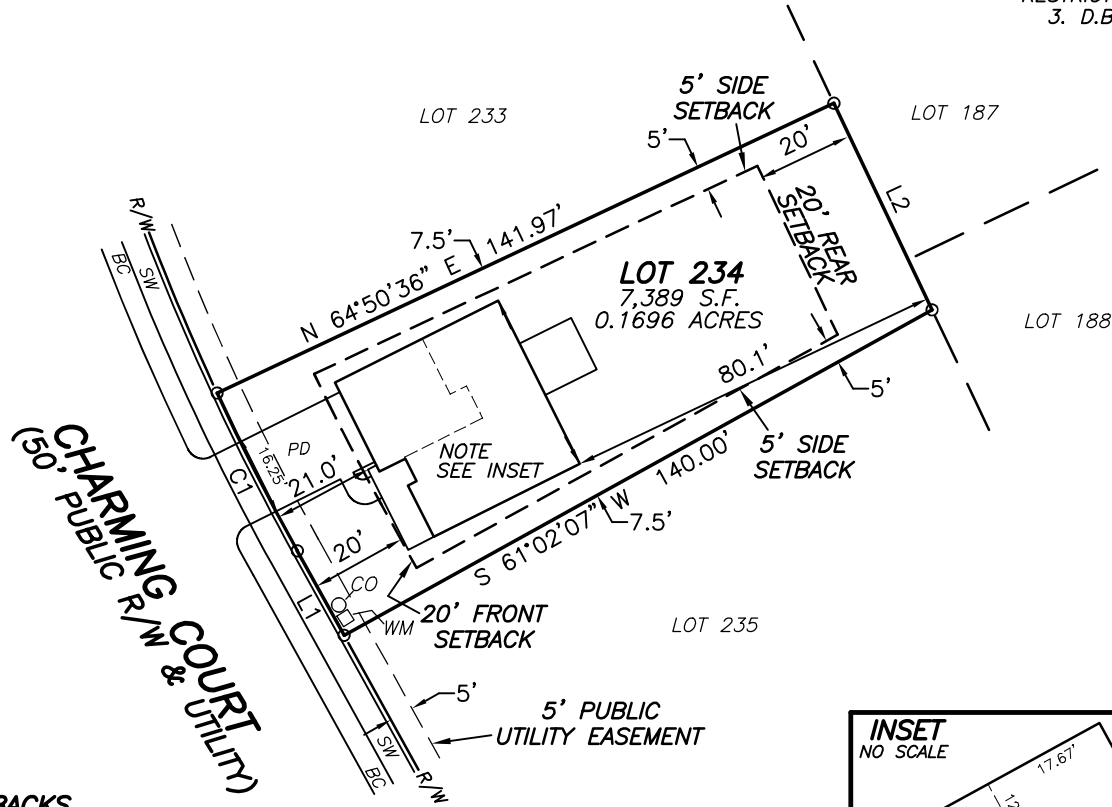 3. D.B
5' SIDE
SETBACK
LOT 233
LOT 187
5'
20'
L2
20' REAR
SETBACK
R/W
BC
SW
7.5'
N 64°50'36" E 141.97'
LOT 234
7,389 S.F.
0.1696 ACRES
LOT 188
80.1'
5'
5' SIDE
SETBACK
NOTE
SEE INSET
PD
16.25'
21.0'
C1
CHARMING COURT
(50' PUBLIC R/W & UTILITY)
20'
S 61°02'07" W 140.00'
7.5'
L1
CO
WM
20' FRONT
SETBACK
LOT 235
5'
5' PUBLIC
UTILITY EASEMENT
SW
BC
R/W
INSET
NO SCALE
17.67'